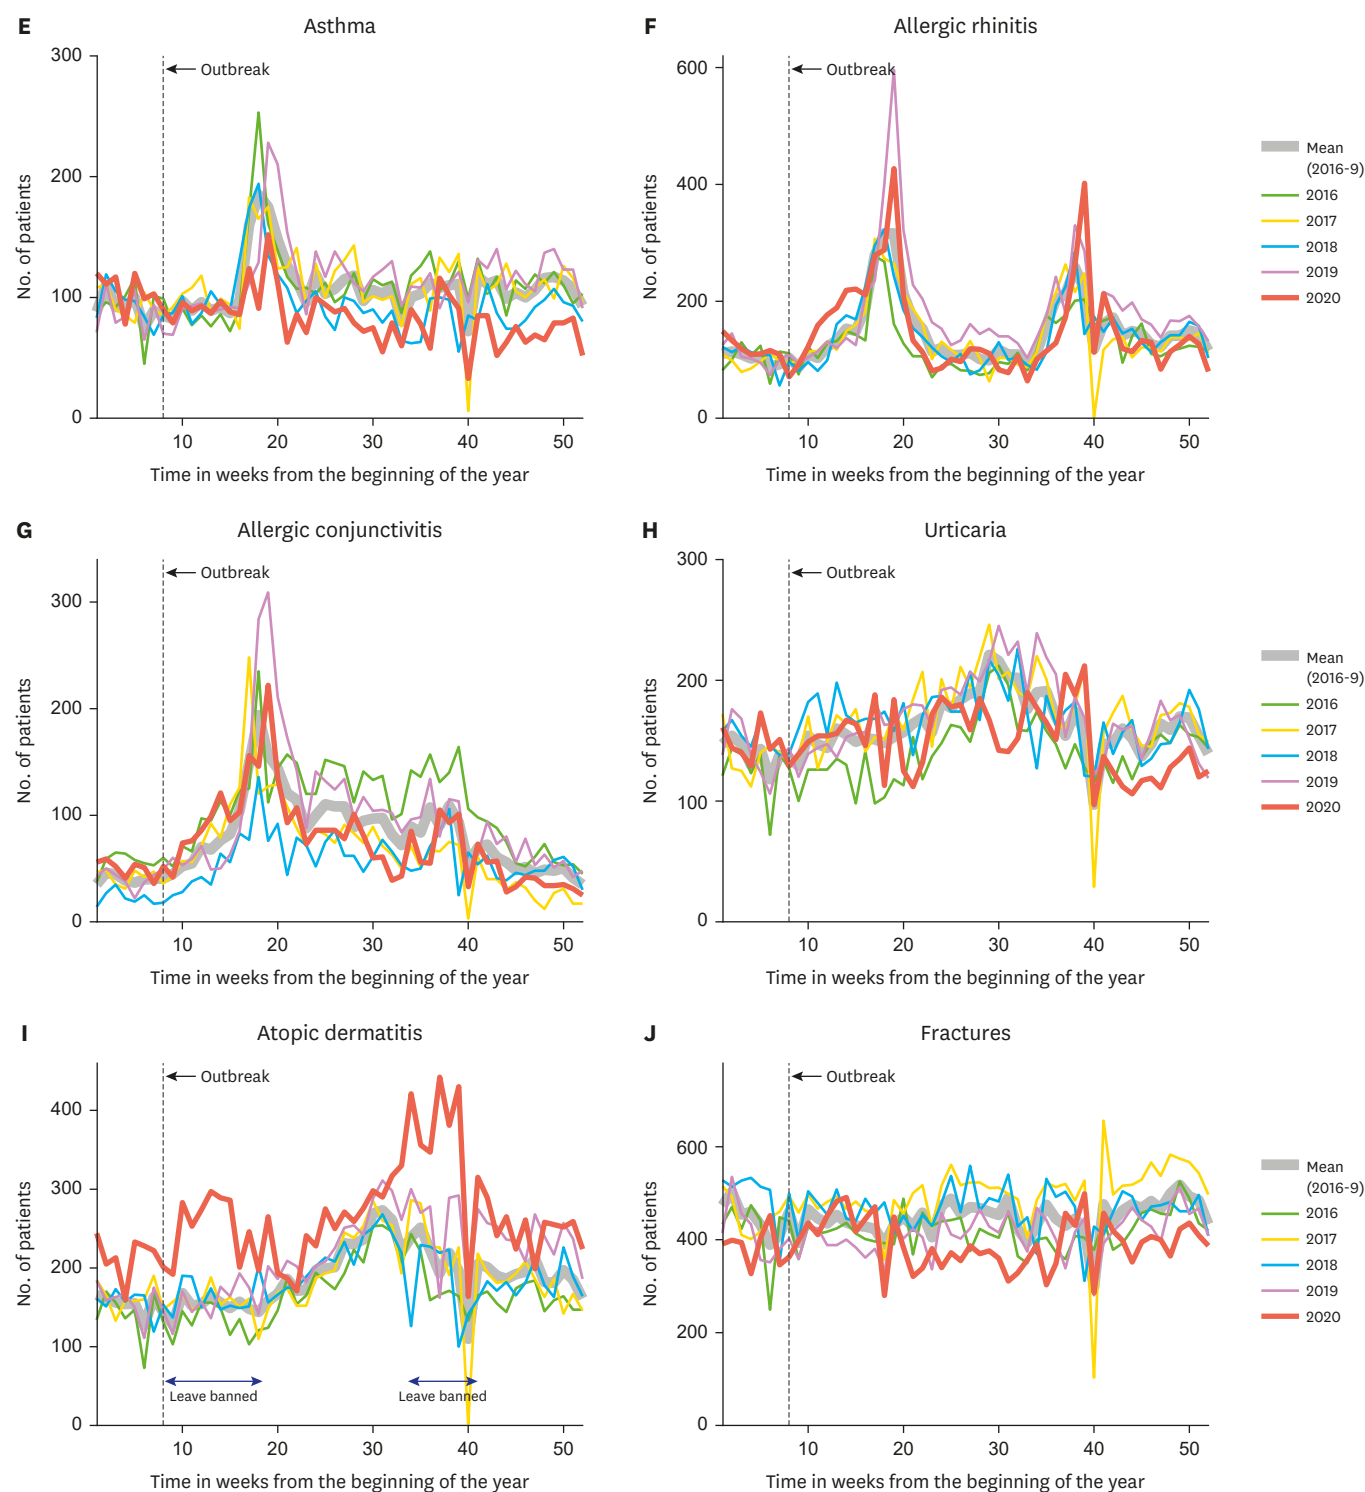 E
Asthma
300
200
100
0
Outbreak
No. of patients
10 20 30 40 50
Time in weeks from the beginning of the year
F
Allergic rhinitis
600
400
200
0
Outbreak
No. of patients
10 20 30 40 50
Time in weeks from the beginning of the year
Mean
(2016-9)
2016
2017
2018
2019
2020
G
Allergic conjunctivitis
300
200
100
0
Outbreak
No. of patients
10 20 30 40 50
Time in weeks from the beginning of the year
H
Urticaria
300
200
100
0
Outbreak
No. of patients
10 20 30 40 50
Time in weeks from the beginning of the year
Mean
(2016-9)
2016
2017
2018
2019
2020
I
Atopic dermatitis
400
300
200
100
0
Outbreak
No. of patients
Leave banned
Leave banned
10 20 30 40 50
Time in weeks from the beginning of the year
J
Fractures
600
400
200
0
Outbreak
No. of patients
10 20 30 40 50
Time in weeks from the beginning of the year
Mean
(2016-9)
2016
2017
2018
2019
2020